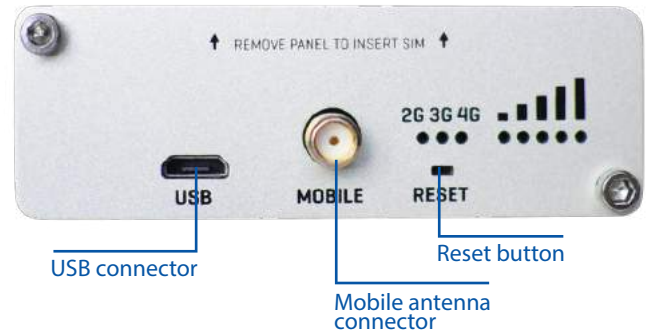 REMOVE PANEL TO INSERT SIM
2G 3G 4G
USB
MOBILE
RESET
USB connector
Reset button
Mobile antenna
connector